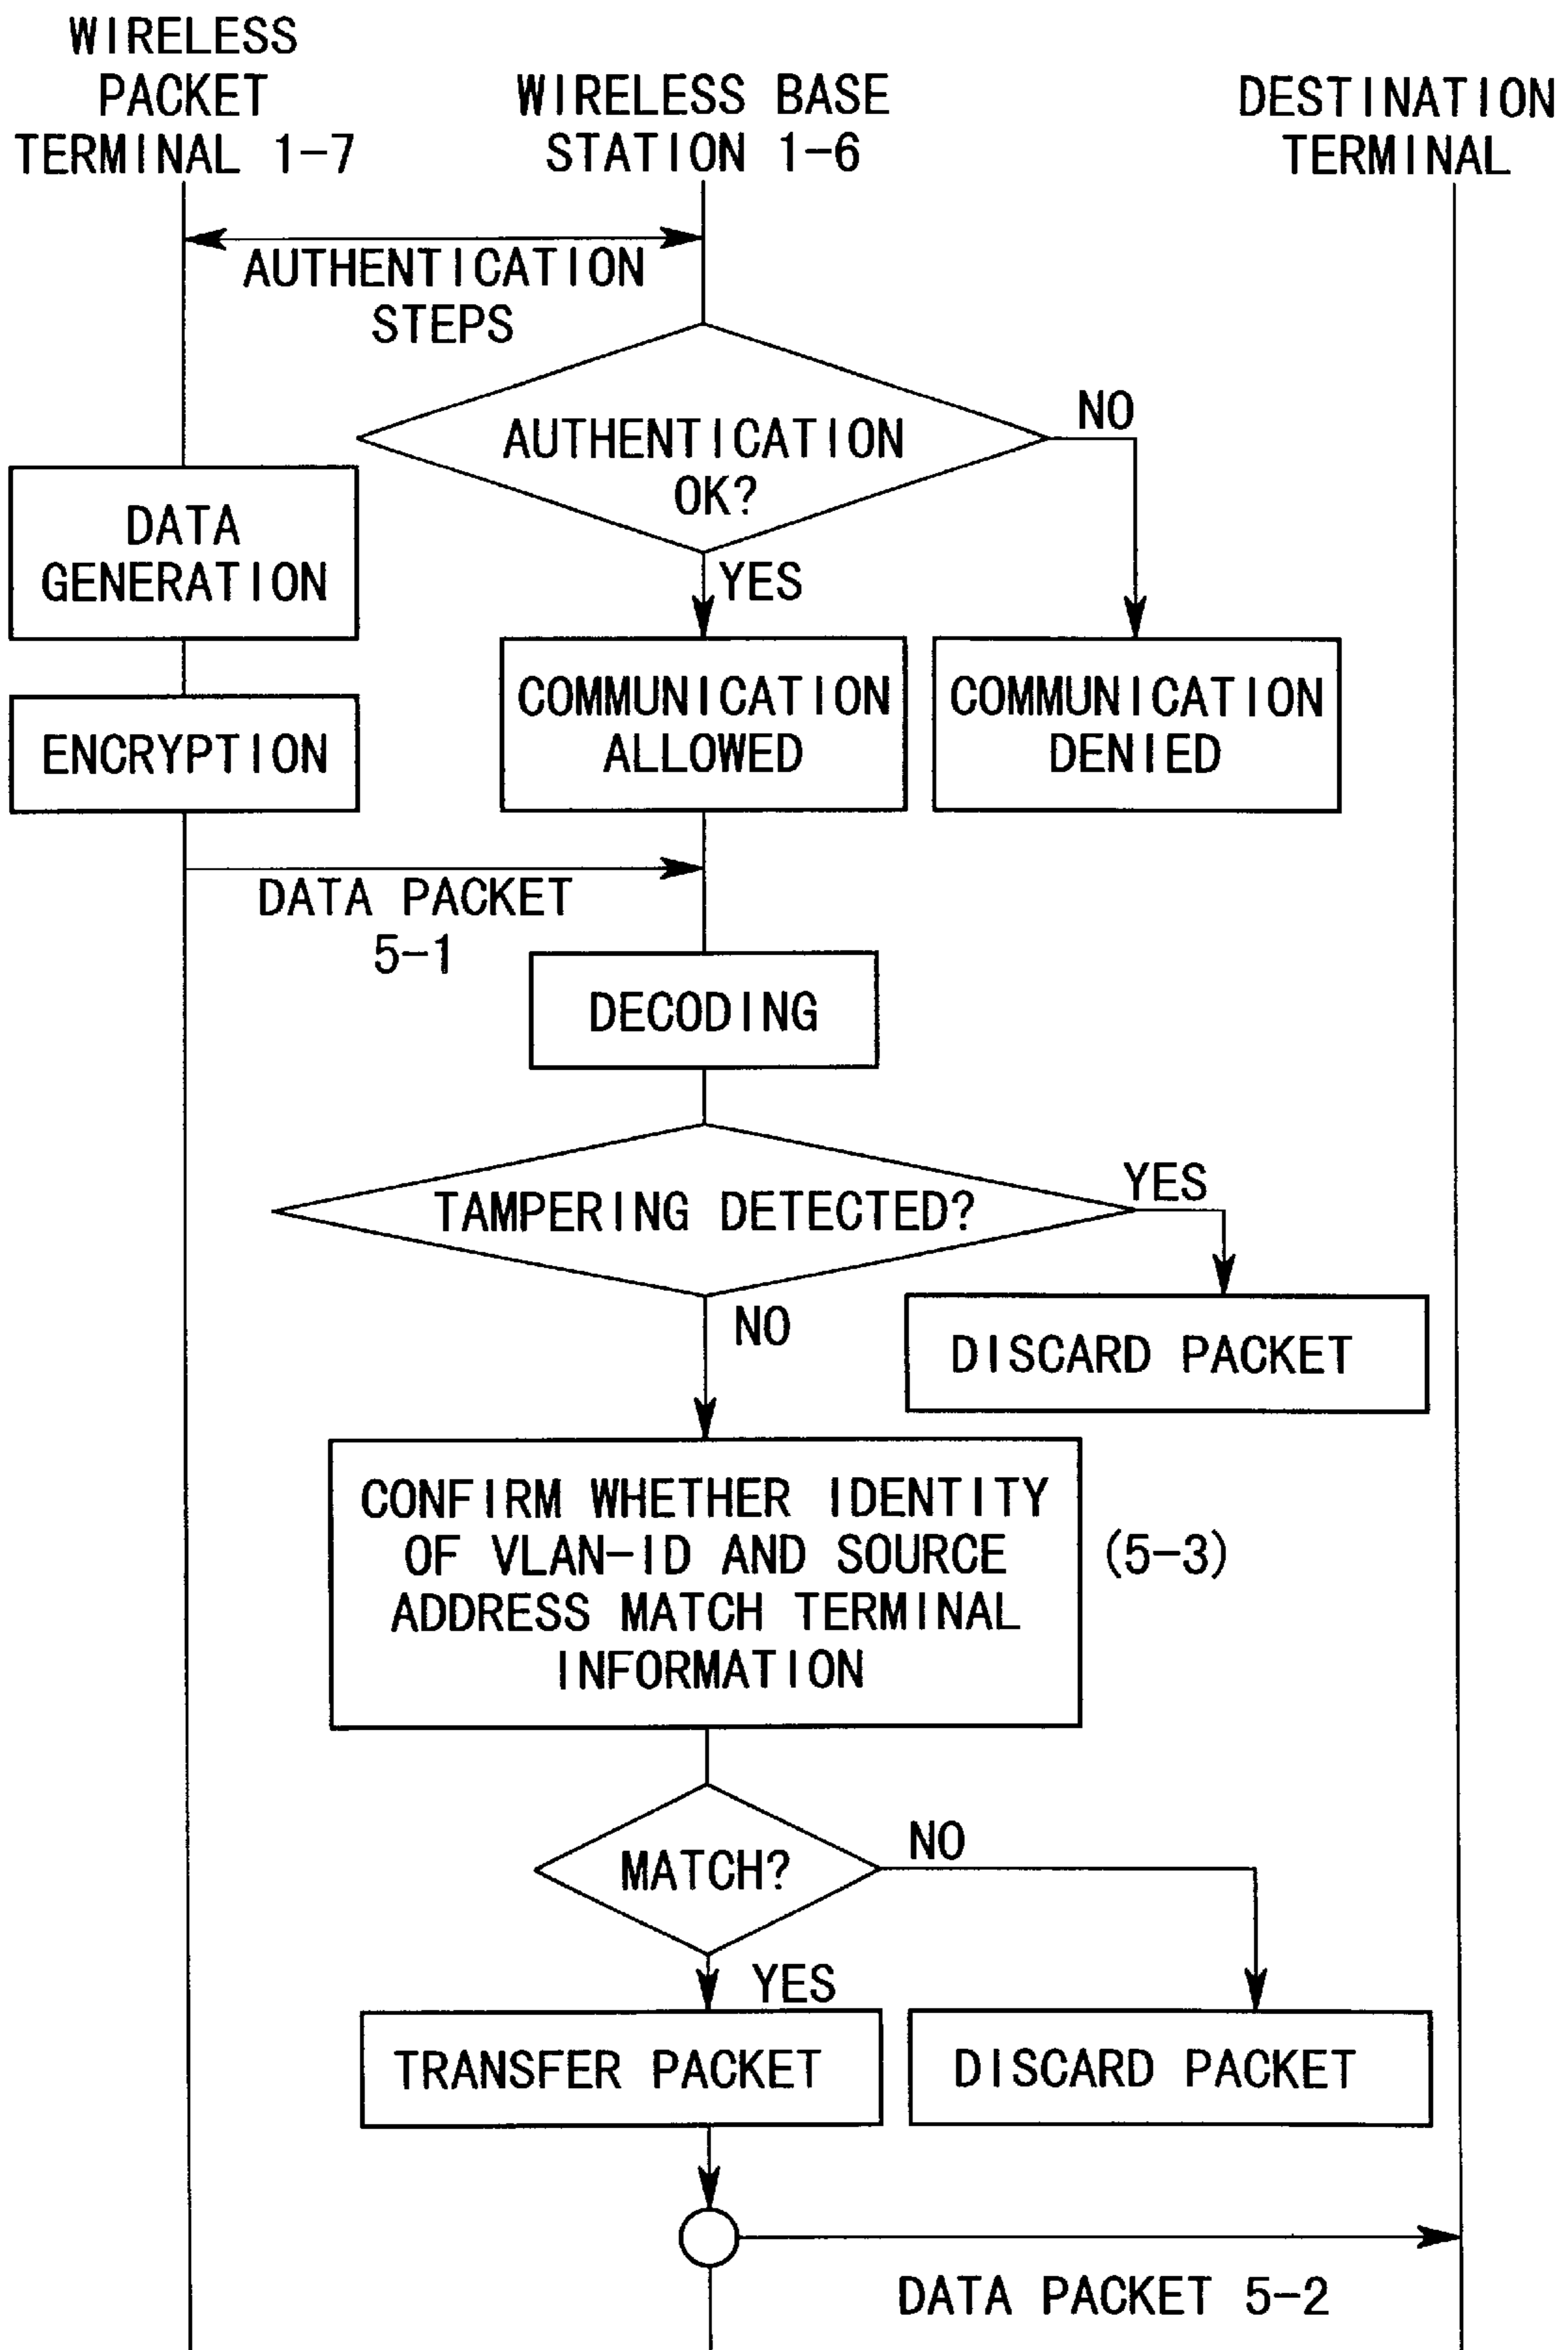 WIRELESS
PACKET
TERMINAL 1-7
WIRELESS BASE
STATION 1-6
DESTINATION
TERMINAL
AUTHENTICATION
STEPS
AUTHENTICATION
OK?
NO
YES
DATA
GENERATION
ENCRYPTION
COMMUNICATION
ALLOWED
COMMUNICATION
DENIED
DATA PACKET
5-1
DECODING
TAMPERING DETECTED?
YES
NO
DISCARD PACKET
CONFIRM WHETHER IDENTITY
OF VLAN-ID AND SOURCE
ADDRESS MATCH TERMINAL
INFORMATION
(5-3)
MATCH?
NO
YES
TRANSFER PACKET
DISCARD PACKET
DATA PACKET 5-2